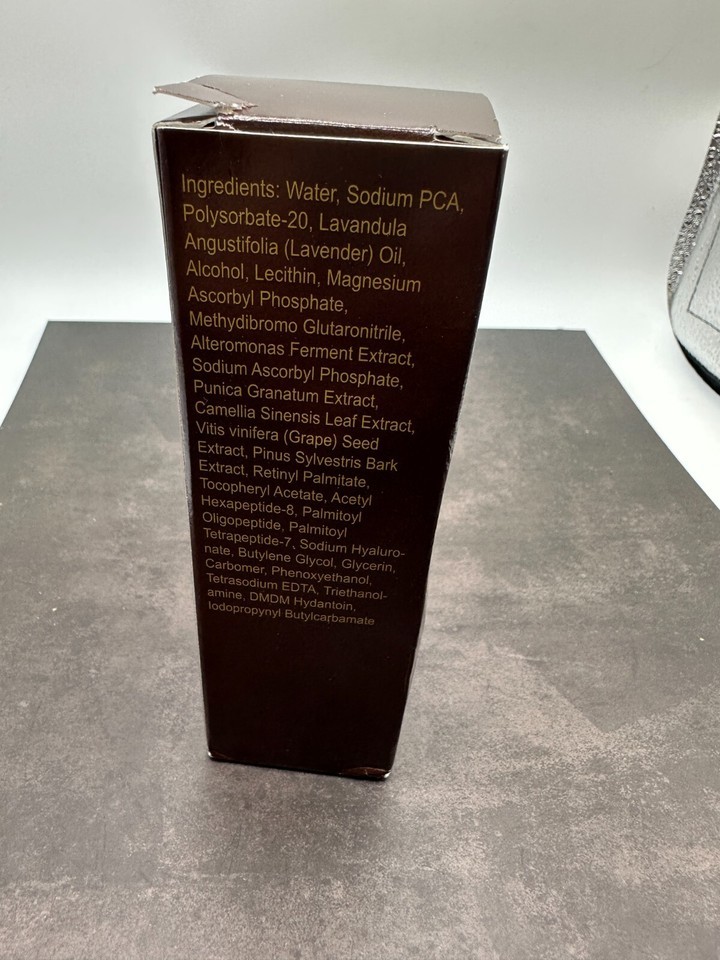 Ingredients: Water, Sodium PCA,
Polysorbate-20, Lavandula
Angustifolia (Lavender) Oil,
Alcohol, Lecithin, Magnesium
Ascorbyl Phosphate,
Methydibromo Glutaronitrile,
Alteromonas Ferment Extract,
Sodium Ascorbyl Phosphate,
Punica Granatum Extract,
Camellia Sinensis Leaf Extract,
Vitis vinifera (Grape) Seed
Extract, Pinus Sylvestris Bark
Extract, Retinyl Palmitate,
Tocopheryl Acetate, Acetyl
Hexapeptide-8, Palmitoyl
Oligopeptide, Palmitoyl
Tetrapeptide-7, Sodium Hyaluro-
nate, Butylene Glycol, Glycerin,
Carbomer, Phenoxyethanol,
Tetrasodium EDTA, Triethanol-
amine, DMDM Hydantoin,
Iodopropynyl Butylcarbamate